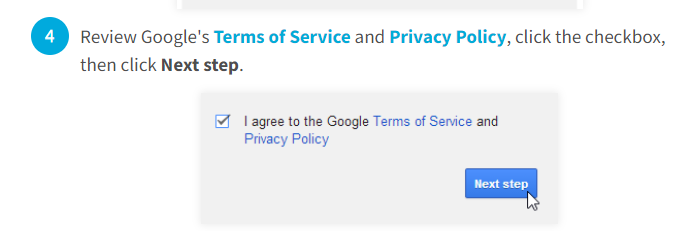 4 Review Google's Terms of Service and Privacy Policy, click the checkbox,
then click Next step.
I agree to the Google Terms of Service and
Privacy Policy
Next step